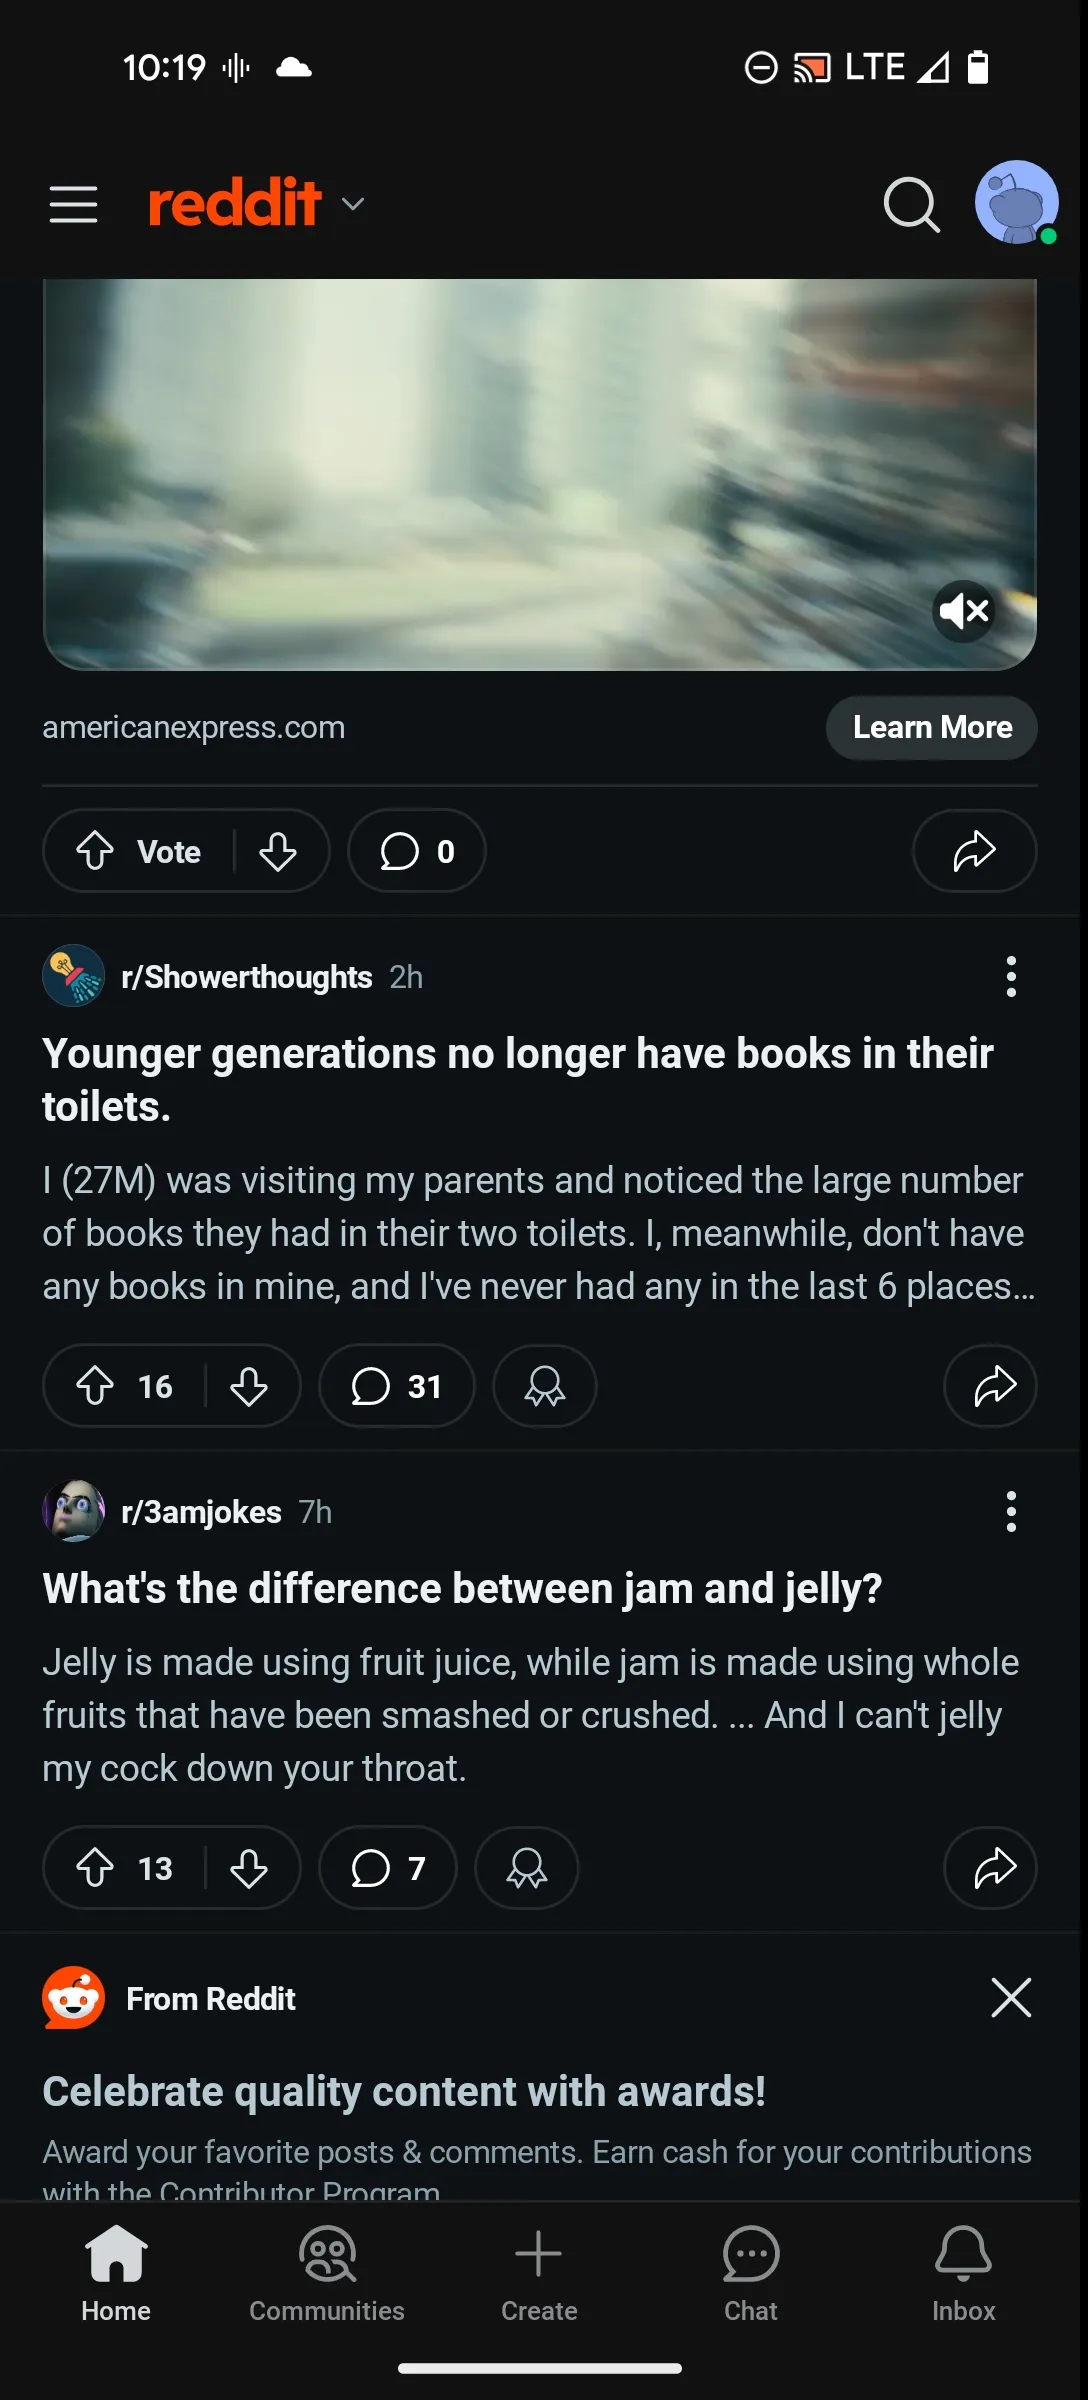 10:19 LTE
reddit
americanexpress.com Learn More
Vote 0
r/Showerthoughts 2h
Younger generations no longer have books in their
toilets.
I (27M) was visiting my parents and noticed the large number
of books they had in their two toilets. I, meanwhile, don't have
any books in mine, and I've never had any in the last 6 places...
16 31
r/3amjokes 7h
What's the difference between jam and jelly?
Jelly is made using fruit juice, while jam is made using whole
fruits that have been smashed or crushed. ... And I can't jelly
my cock down your throat.
13 7
From Reddit
Celebrate quality content with awards!
Award your favorite posts & comments. Earn cash for your contributions
with the Contributor Program
Home Communities Create Chat Inbox